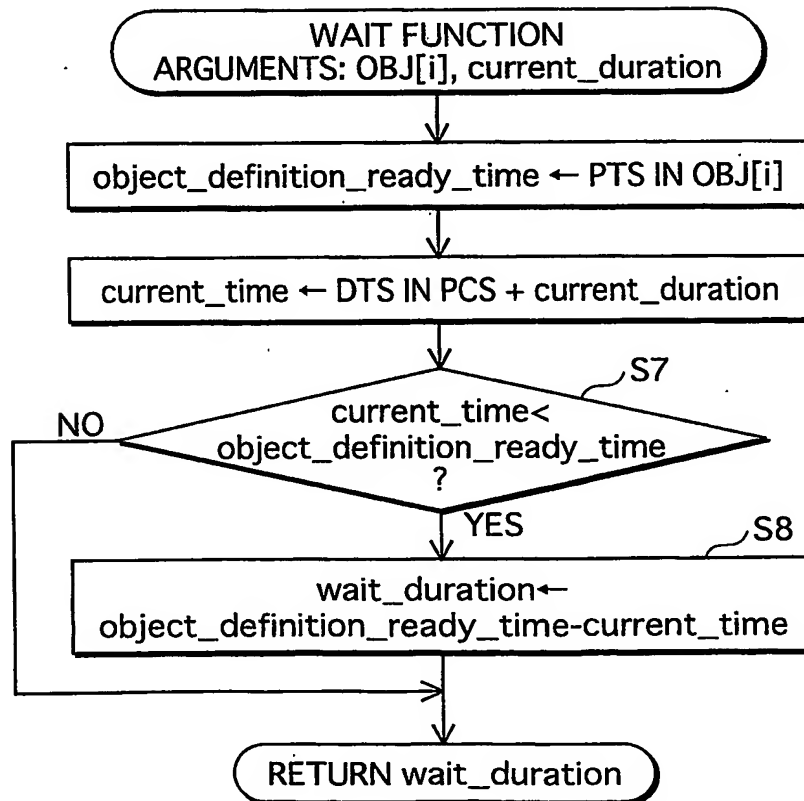 WAIT FUNCTION
ARGUMENTS: OBJ[i], current_duration
object_definition_ready_time ← PTS IN OBJ[i]
current_time ← DTS IN PCS + current_duration
S7
NO
current_time<
object_definition_ready_time
?
YES
S8
wait_duration←
object_definition_ready_time-current_time
RETURN wait_duration